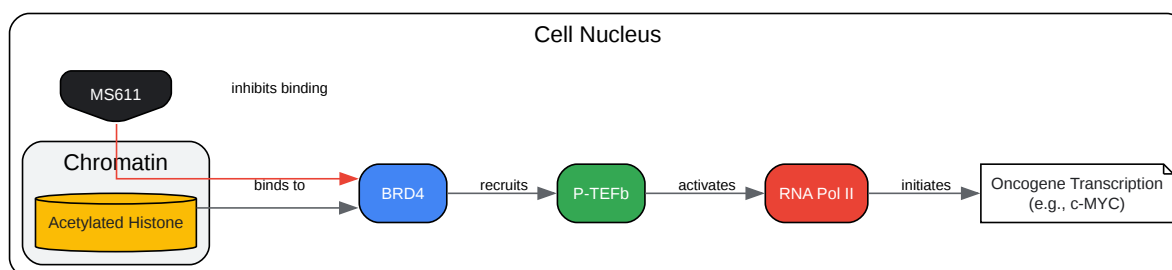 Cell Nucleus
MS611
inhibits binding
Chromatin
Acetylated Histone
binds to
BRD4
recruits
P-TEFb
activates
RNA Pol II
initiates
Oncogene Transcription
(e.g., c-MYC)